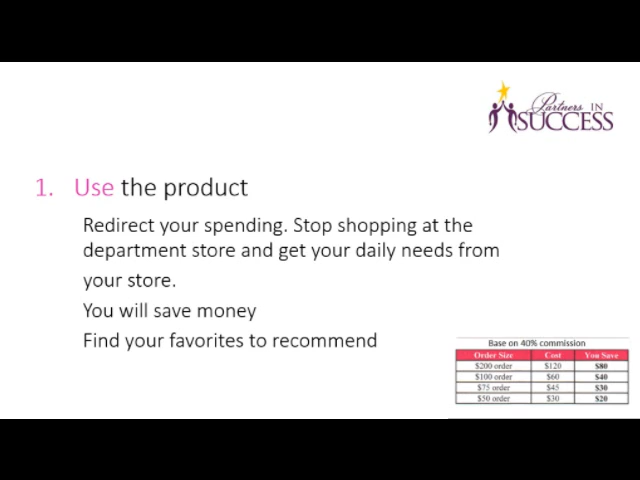 Partners IN
SUCCESS
1. Use the product
Redirect your spending. Stop shopping at the
department store and get your daily needs from
your store.
You will save money
Find your favorites to recommend
Base on 40% commission
Order Size Cost You Save
$200 order $120 $80
$100 order $60 $40
$75 order $45 $30
$50 order $30 $20